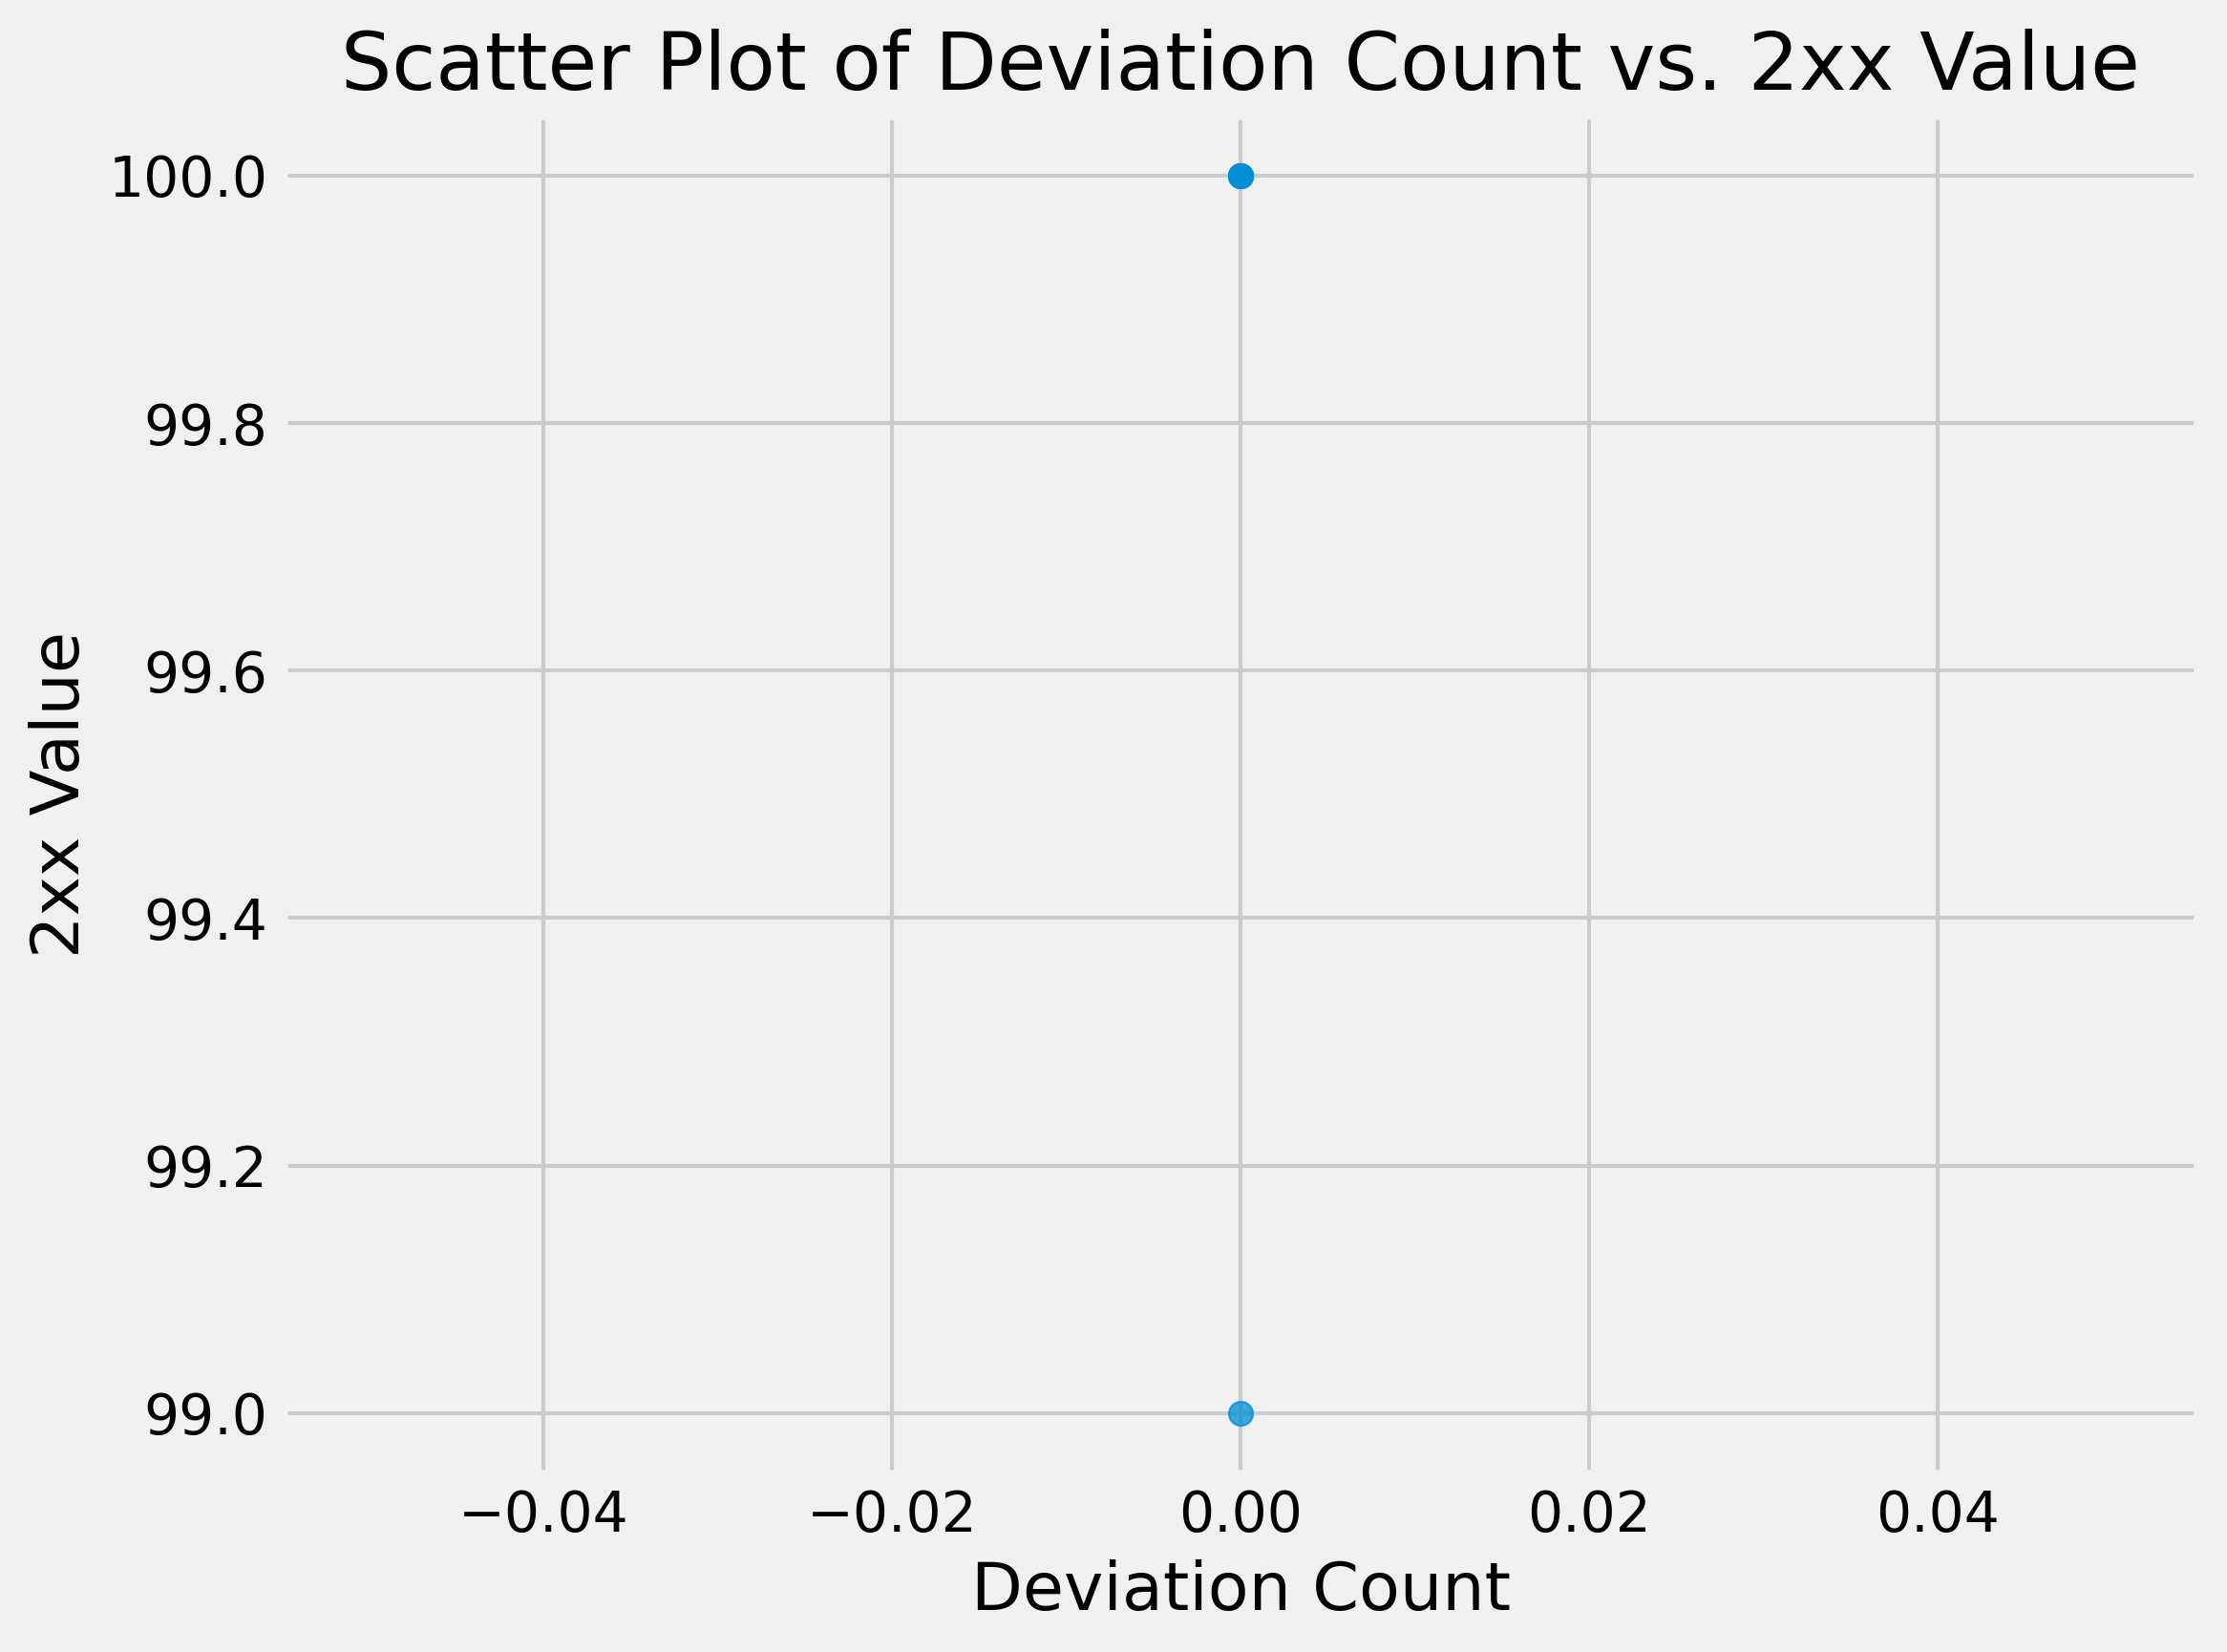 Scatter Plot of Deviation Count vs. 2xx Value
100.0
99.8
99.6
99.4
99.2
99.0
2xx Value
−0.04 −0.02 0.00 0.02 0.04
Deviation Count